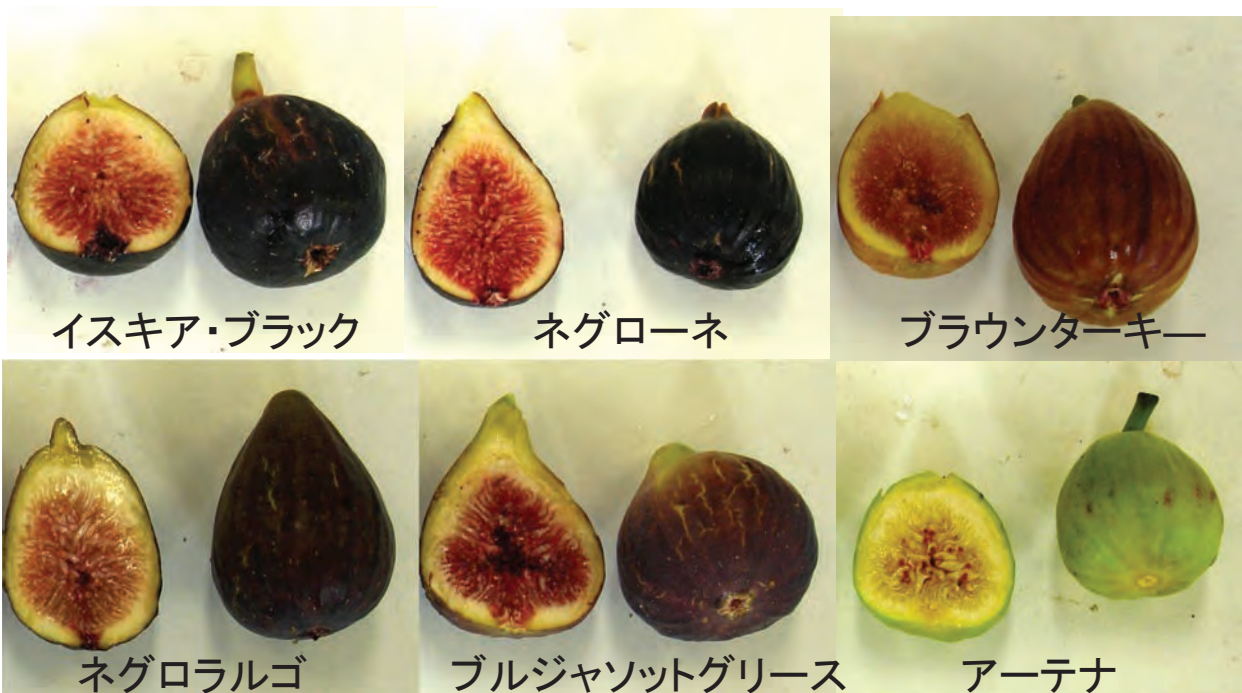 イスキア・ブラック
ネグローネ
ブラウンターキー
ネグロラルゴ
ブルジャソットグリース
アーテナ